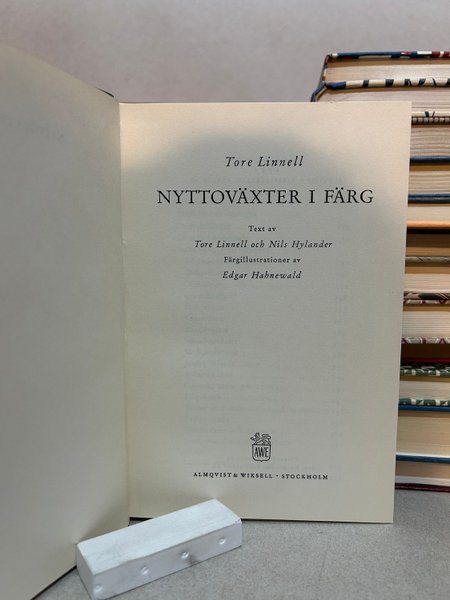 Tore Linnell
NYTTOVÄXTER I FÄRG
Text av
Tore Linnell och Nils Hylander
Färgillustrationer av
Edgar Hahnewald
AWE
ALMQVIST & WIKSELL · STOCKHOLM